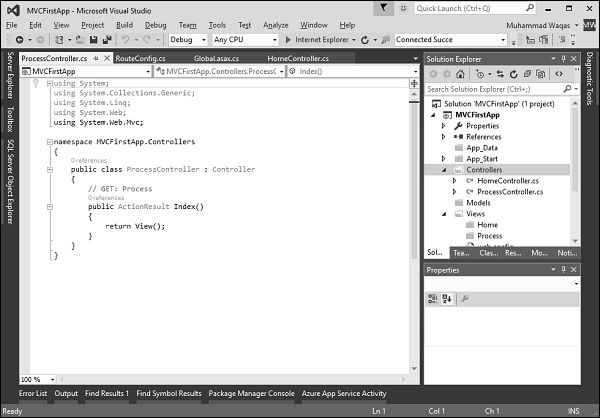 MVCFirstApp - Microsoft Visual Studio
Quick Launch (Ctrl+Q)
File Edit View Project Build Debug Team Tools Test Analyze Window Help
Muhammad Waqas MW
Debug Any CPU Internet Explorer Connected Succe
Server Explorer
Toolbox
SQL Server Object Explorer
ProcessController.cs RouteConfig.cs Global.asax.cs HomeController.cs
MVCFirstApp MVCFirstApp.Controllers.ProcessC Index()
using System;
using System.Collections.Generic;
using System.Linq;
using System.Web;
using System.Web.Mvc;
namespace MVCFirstApp.Controllers
{
0 references
public class ProcessController : Controller
{
// GET: Process
0 references
public ActionResult Index()
{
return View();
}
}
}
100 %
Solution Explorer
Search Solution Explorer (Ctrl+;)
Solution 'MVCFirstApp' (1 project)
MVCFirstApp
Properties
References
App_Data
App_Start
Controllers
HomeController.cs
ProcessController.cs
Models
Views
Home
Process
Sol... Tea... Clas... Res... Mo... Noti...
Properties
Diagnostic Tools
Error List Output Find Results 1 Find Symbol Results Package Manager Console Azure App Service Activity
Ready Ln 1 Col 1 Ch 1 INS